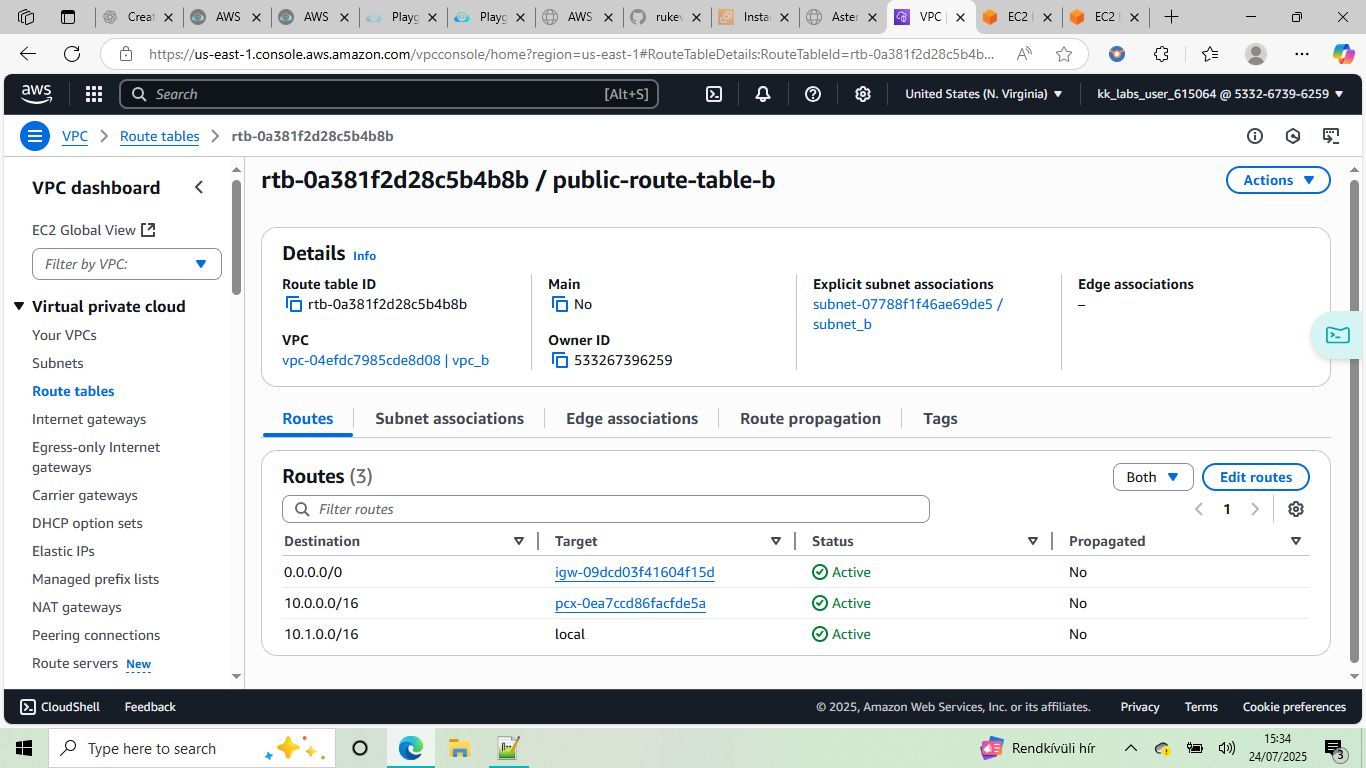 Creat
AWS
AWS
Playg
Playg
AWS
rukev
Instan
Aster
VPC |
EC2 I
EC2 I
https://us-east-1.console.aws.amazon.com/vpcconsole/home?region=us-east-1#RouteTableDetails:RouteTableId=rtb-0a381f2d28c5b4b...
aws
Search
[Alt+S]
United States (N. Virginia)
kk_labs_user_615064 @ 5332-6739-6259
VPC
Route tables
rtb-0a381f2d28c5b4b8b
VPC dashboard
EC2 Global View
Filter by VPC:
Virtual private cloud
Your VPCs
Subnets
Route tables
Internet gateways
Egress-only Internet
gateways
Carrier gateways
DHCP option sets
Elastic IPs
Managed prefix lists
NAT gateways
Peering connections
Route servers New
rtb-0a381f2d28c5b4b8b / public-route-table-b
Actions
Details Info
Route table ID
rtb-0a381f2d28c5b4b8b
VPC
vpc-04efdc7985cde8d08 | vpc_b
Main
No
Owner ID
533267396259
Explicit subnet associations
subnet-07788f1f46ae69de5 /
subnet_b
Edge associations
–
Routes
Subnet associations
Edge associations
Route propagation
Tags
Routes (3)
Both
Edit routes
Filter routes
1
Destination Target Status Propagated
0.0.0.0/0 igw-09dcd03f41604f15d Active No
10.0.0.0/16 pcx-0ea7ccd86facfde5a Active No
10.1.0.0/16 local Active No
CloudShell
Feedback
© 2025, Amazon Web Services, Inc. or its affiliates.
Privacy
Terms
Cookie preferences
Type here to search
Rendkívüli hír
15:34
24/07/2025
3